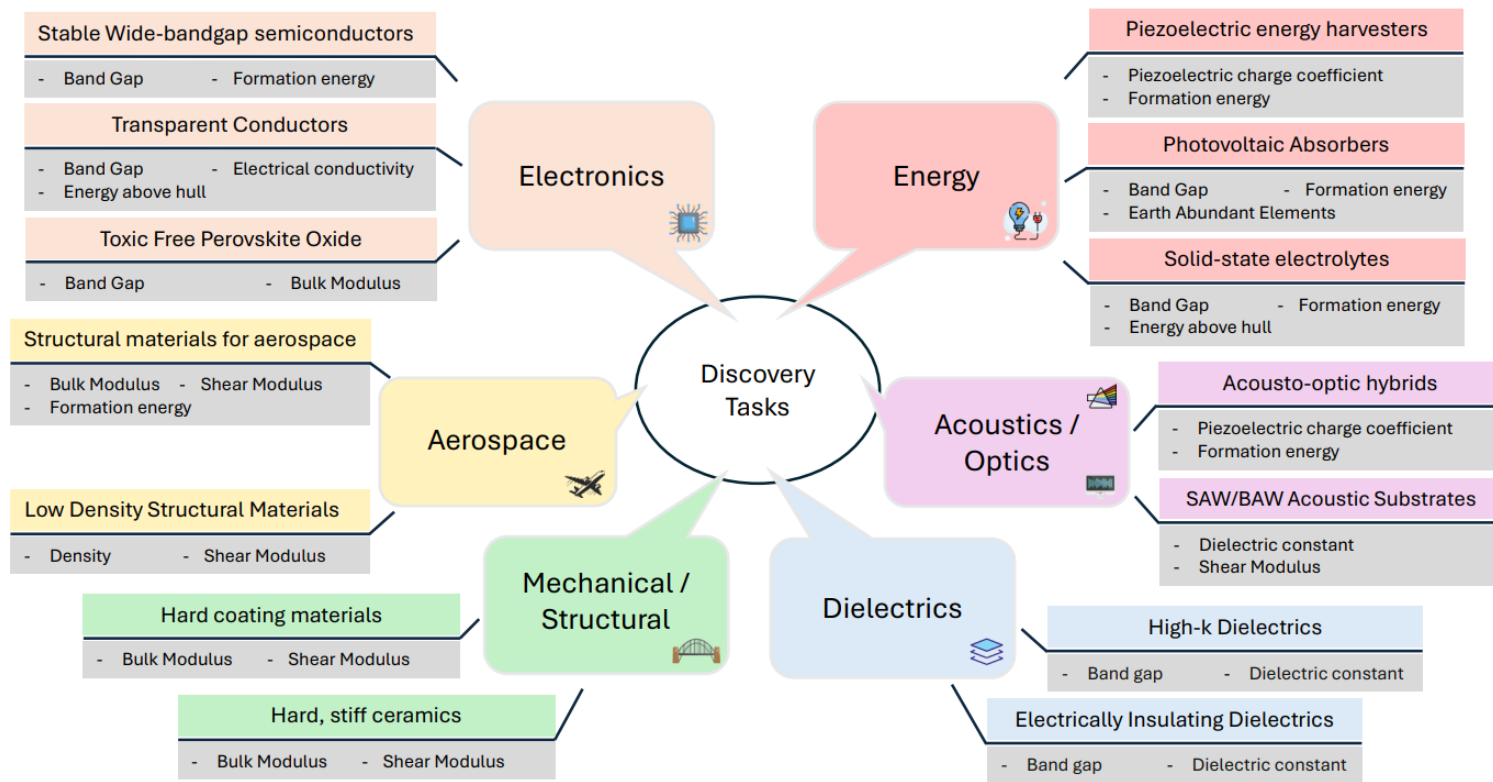 Stable Wide-bandgap semiconductors
- Band Gap - Formation energy
Transparent Conductors
- Band Gap - Electrical conductivity
- Energy above hull
Toxic Free Perovskite Oxide
- Band Gap - Bulk Modulus
Electronics
Piezoelectric energy harvesters
- Piezoelectric charge coefficient
- Formation energy
Photovoltaic Absorbers
- Band Gap - Formation energy
- Earth Abundant Elements
Solid-state electrolytes
- Band Gap - Formation energy
- Energy above hull
Energy
Discovery
Tasks
Structural materials for aerospace
- Bulk Modulus - Shear Modulus
- Formation energy
Low Density Structural Materials
- Density - Shear Modulus
Aerospace
Acousto-optic hybrids
- Piezoelectric charge coefficient
- Formation energy
SAW/BAW Acoustic Substrates
- Dielectric constant
- Shear Modulus
Acoustics /
Optics
Hard coating materials
- Bulk Modulus - Shear Modulus
Hard, stiff ceramics
- Bulk Modulus - Shear Modulus
Mechanical /
Structural
Dielectrics
High-k Dielectrics
- Band gap - Dielectric constant
Electrically Insulating Dielectrics
- Band gap - Dielectric constant